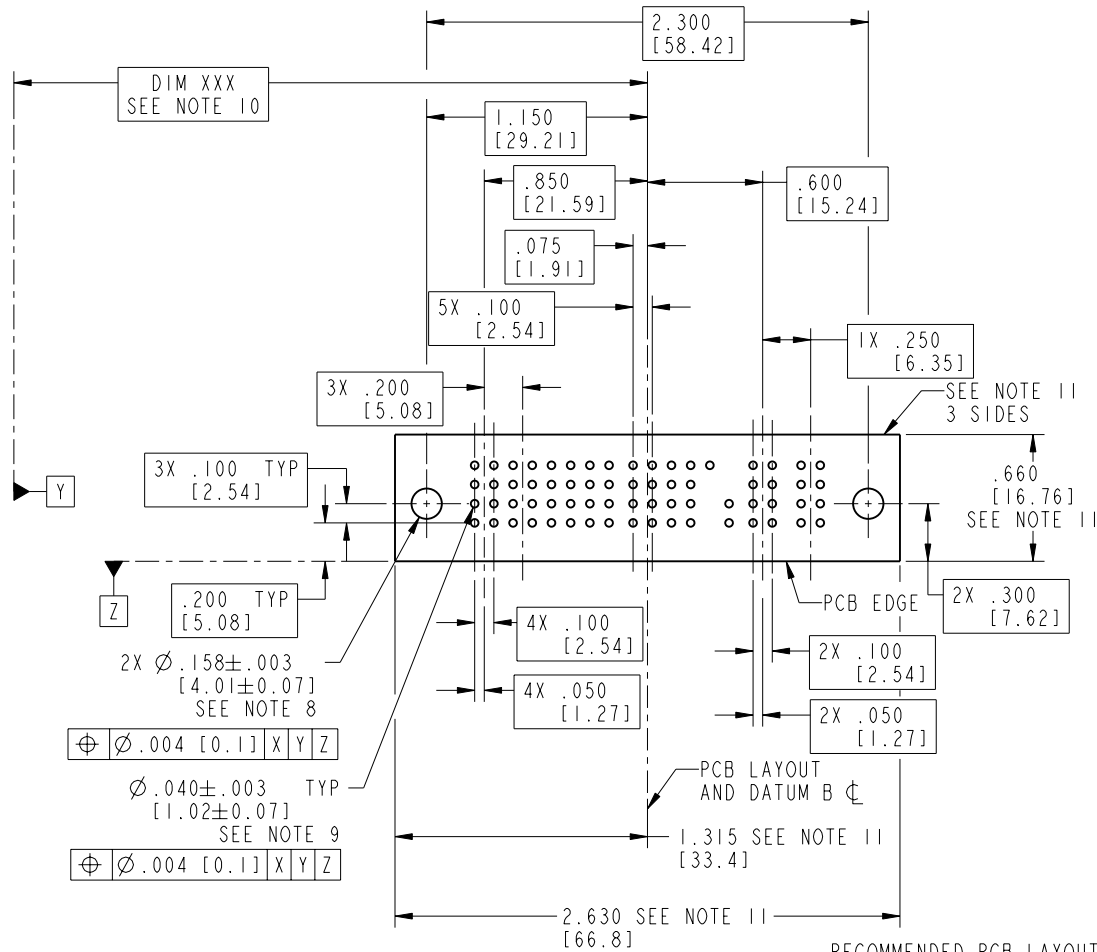 2.300
[58.42]
DIM XXX
SEE NOTE 10
1.150
[29.21]
.850
[21.59]
.600
[15.24]
.075
[1.91]
5X .100
[2.54]
1X .250
[6.35]
3X .200
[5.08]
SEE NOTE 11
3 SIDES
3X .100 TYP
[2.54]
.660
[16.76]
SEE NOTE 11
Y
Z
.200 TYP
[5.08]
PCB EDGE
2X .300
[7.62]
4X .100
[2.54]
2X .100
[2.54]
2X Ø.158±.003
[4.01±0.07]
SEE NOTE 8
4X .050
[1.27]
2X .050
[1.27]
⌖ Ø.004 [0.1] X Y Z
Ø.040±.003 TYP
[1.02±0.07]
SEE NOTE 9
PCB LAYOUT
AND DATUM B ℄
⌖ Ø.004 [0.1] X Y Z
1.315 SEE NOTE 11
[33.4]
2.630 SEE NOTE 11
[66.8]
RECOMMENDED PCB LAYOUT